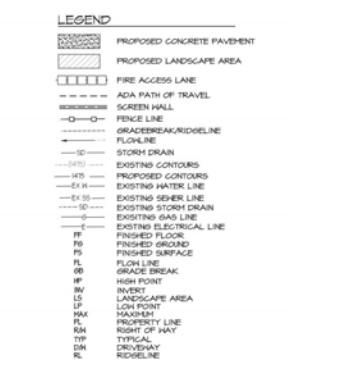 LEGEND
PROPOSED CONCRETE PAVEMENT
PROPOSED LANDSCAPE AREA
FIRE ACCESS LANE
ADA PATH OF TRAVEL
SCREEN WALL
FENCE LINE
GRADEBREAK/RIDGELINE
FLOWLINE
SD STORM DRAIN
(1475) EXISTING CONTOURS
1475 PROPOSED CONTOURS
EX W EXISTING WATER LINE
EX SS EXISTING SEWER LINE
SD EXISTING STORM DRAIN
G EXISITING GAS LINE
E EXISTING ELECTRICAL LINE
FF FINISHED FLOOR
FG FINISHED GROUND
FS FINISHED SURFACE
FL FLOW LINE
GB GRADE BREAK
HP HIGH POINT
INV INVERT
LS LANDSCAPE AREA
LP LOW POINT
MAX MAXIMUM
PL PROPERTY LINE
R/W RIGHT OF WAY
TYP TYPICAL
D/W DRIVEWAY
RL RIDGELINE